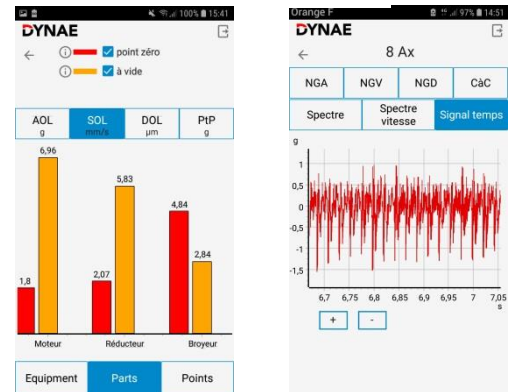 100% 15:41
DYNAE
point zéro
à vide
AOL SOL DOL PtP
g mm/s µm g
6,96
5,83
4,84
2,84
2,07
1,8
Moteur Réducteur Broyeur
Equipment Parts Points
Orange F 97% 14:51
DYNAE
8 Ax
NGA NGV NGD CàC
Spectre Spectre vitesse Signal temps
g
1
0,5
0
-0,5
-1
-1,5
6,7 6,75 6,8 6,85 6,9 6,95 7 7,05
s
+ -